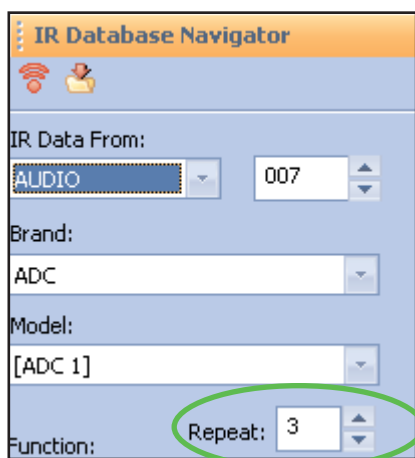 IR Database Navigator
IR Data From:
AUDIO 007
Brand:
ADC
Model:
[ADC 1]
Function: Repeat: 3